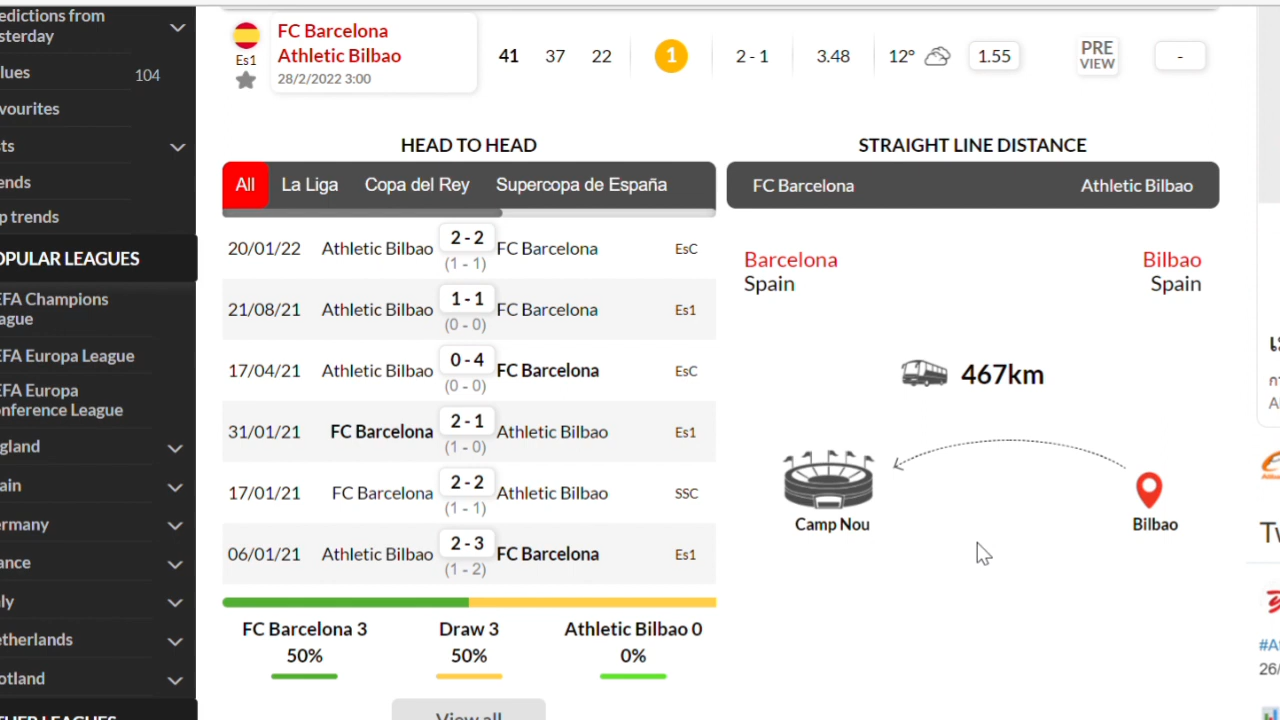 edictions from
sterday
lues 104
vourites
sts
ends
p trends
OPULAR LEAGUES
EFA Champions
ague
EFA Europa League
EFA Europa
onference League
gland
ain
ermany
ance
ly
etherlands
otland
Es1
FC Barcelona
Athletic Bilbao
28/2/2022 3:00
41 37 22 1 2 - 1 3.48 12° 1.55 PRE VIEW -
HEAD TO HEAD
All La Liga Copa del Rey Supercopa de España
20/01/22 Athletic Bilbao 2 - 2 FC Barcelona EsC
(1 - 1)
21/08/21 Athletic Bilbao 1 - 1 FC Barcelona Es1
(0 - 0)
17/04/21 Athletic Bilbao 0 - 4 FC Barcelona EsC
(0 - 0)
31/01/21 FC Barcelona 2 - 1 Athletic Bilbao Es1
(1 - 0)
17/01/21 FC Barcelona 2 - 2 Athletic Bilbao SSC
(1 - 1)
06/01/21 Athletic Bilbao 2 - 3 FC Barcelona Es1
(1 - 2)
FC Barcelona 3 Draw 3 Athletic Bilbao 0
50% 50% 0%
View all
STRAIGHT LINE DISTANCE
FC Barcelona Athletic Bilbao
Barcelona Bilbao
Spain Spain
467km
Camp Nou Bilbao
Tw
26/